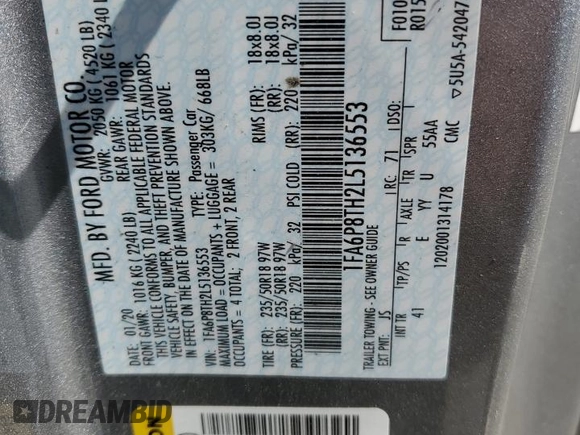 MFD. BY FORD MOTOR CO.
DATE: 01/20 GVWR: 2050 KG ( 4520 LB)
FRONT GAWR: 1016 KG ( 2240 LB) REAR GAWR: 1061 KG ( 2340
THIS VEHICLE CONFORMS TO ALL APPLICABLE FEDERAL MOTOR
VEHICLE SAFETY, BUMPER, AND THEFT PREVENTION STANDARDS
IN EFFECT ON THE DATE OF MANUFACTURE SHOWN ABOVE.
VIN: 1FA6P8TH2L5136553 TYPE: Passenger Car
MAXIMUM LOAD = OCCUPANTS + LUGGAGE = 303KG/ 668LB
OCCUPANTS = 4 TOTAL: 2 FRONT, 2 REAR
TIRE (FR): 235/50R18 97W RIMS (FR): 18x8.0J
TIRE (RR): 235/50R18 97W (RR): 18x8.0J
PRESSURE (FR): 220 kPa/ 32 PSI COLD (RR): 220 kPa/ 32
1FA6P8TH2L5136553
F010
R015
TRAILER TOWING - SEE OWNER GUIDE
EXT PNT: JS RC: 71 DSO:
INT TR TP/PS R AXLE TR SPR
41 E YY U 55AA
1202001314178 CMC
5U5A-542047
DREAMBID